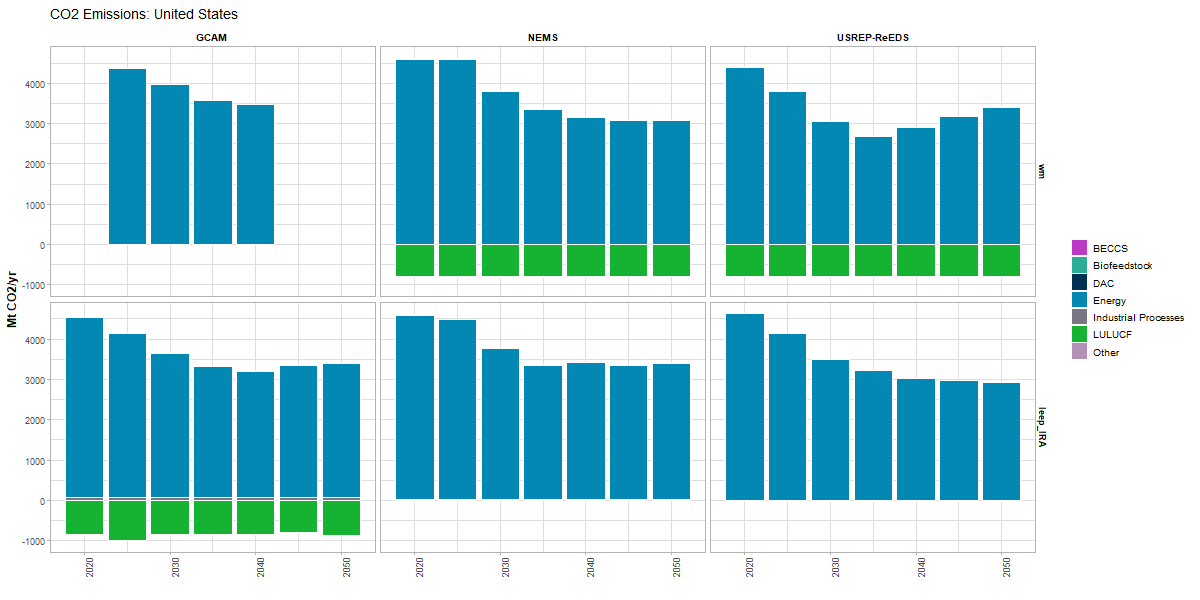 CO2 Emissions: United States
GCAM NEMS USREP-ReEDS
4000
3000
2000
1000
0
-1000
wm
Mt CO2/yr
4000
3000
2000
1000
0
-1000
leep_IRA
2020 2030 2040 2050 2020 2030 2040 2050 2020 2030 2040 2050
BECCS
Biofeedstock
DAC
Energy
Industrial Processes
LULUCF
Other